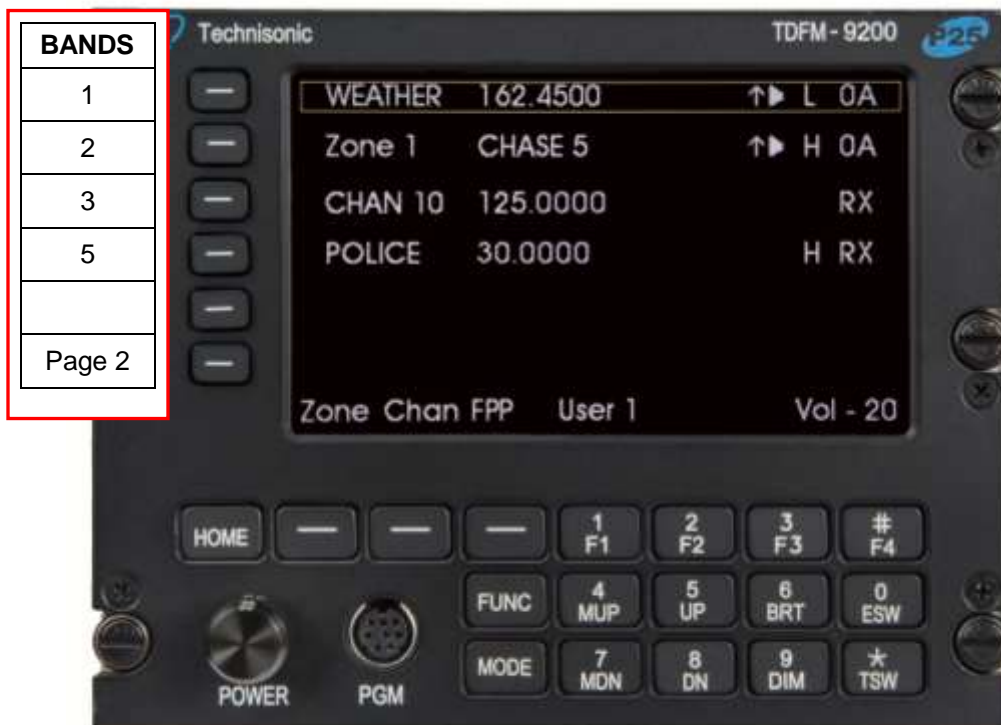 BANDS
1
2
3
5
Page 2
Technisonic TDFM - 9200 P25
WEATHER 162.4500 ↑▶ L 0A
Zone 1 CHASE 5 ↑▶ H 0A
CHAN 10 125.0000 RX
POLICE 30.0000 H RX
Zone Chan FPP User 1 Vol - 20
HOME 1 2 3 #
F1 F2 F3 F4
FUNC 4 5 6 0
MUP UP BRT ESW
MODE 7 8 9 *
MDN DN DIM TSW
POWER PGM